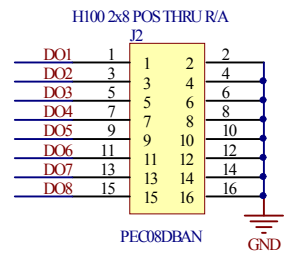 H100 2x8 POS THRU R/A
J2
DO1 1 1 2 2
DO2 3 3 4 4
DO3 5 5 6 6
DO4 7 7 8 8
DO5 9 9 10 10
DO6 11 11 12 12
DO7 13 13 14 14
DO8 15 15 16 16
PEC08DBAN
GND